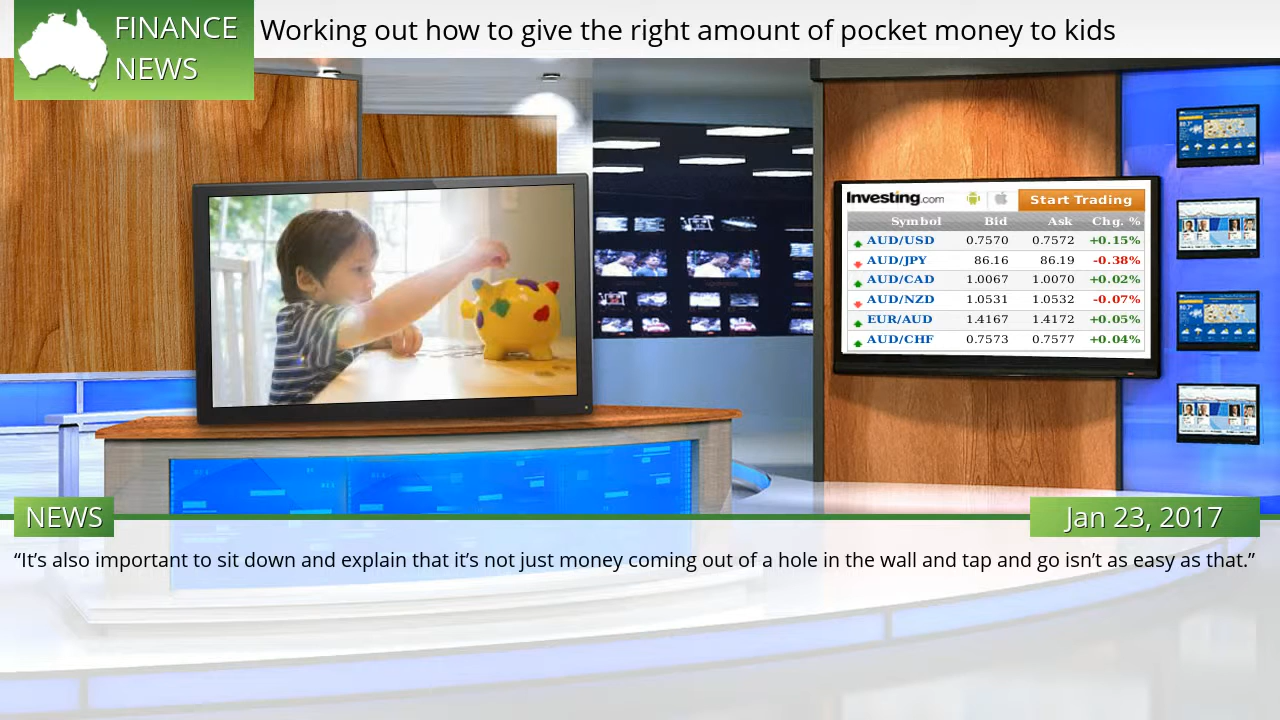 FINANCE
NEWS
Working out how to give the right amount of pocket money to kids
Investing.com
Start Trading
Symbol Bid Ask Chg. %
AUD/USD 0.7570 0.7572 +0.15%
AUD/JPY 86.16 86.19 -0.38%
AUD/CAD 1.0067 1.0070 +0.02%
AUD/NZD 1.0531 1.0532 -0.07%
EUR/AUD 1.4167 1.4172 +0.05%
AUD/CHF 0.7573 0.7577 +0.04%
NEWS
Jan 23, 2017
“It’s also important to sit down and explain that it’s not just money coming out of a hole in the wall and tap and go isn’t as easy as that.”